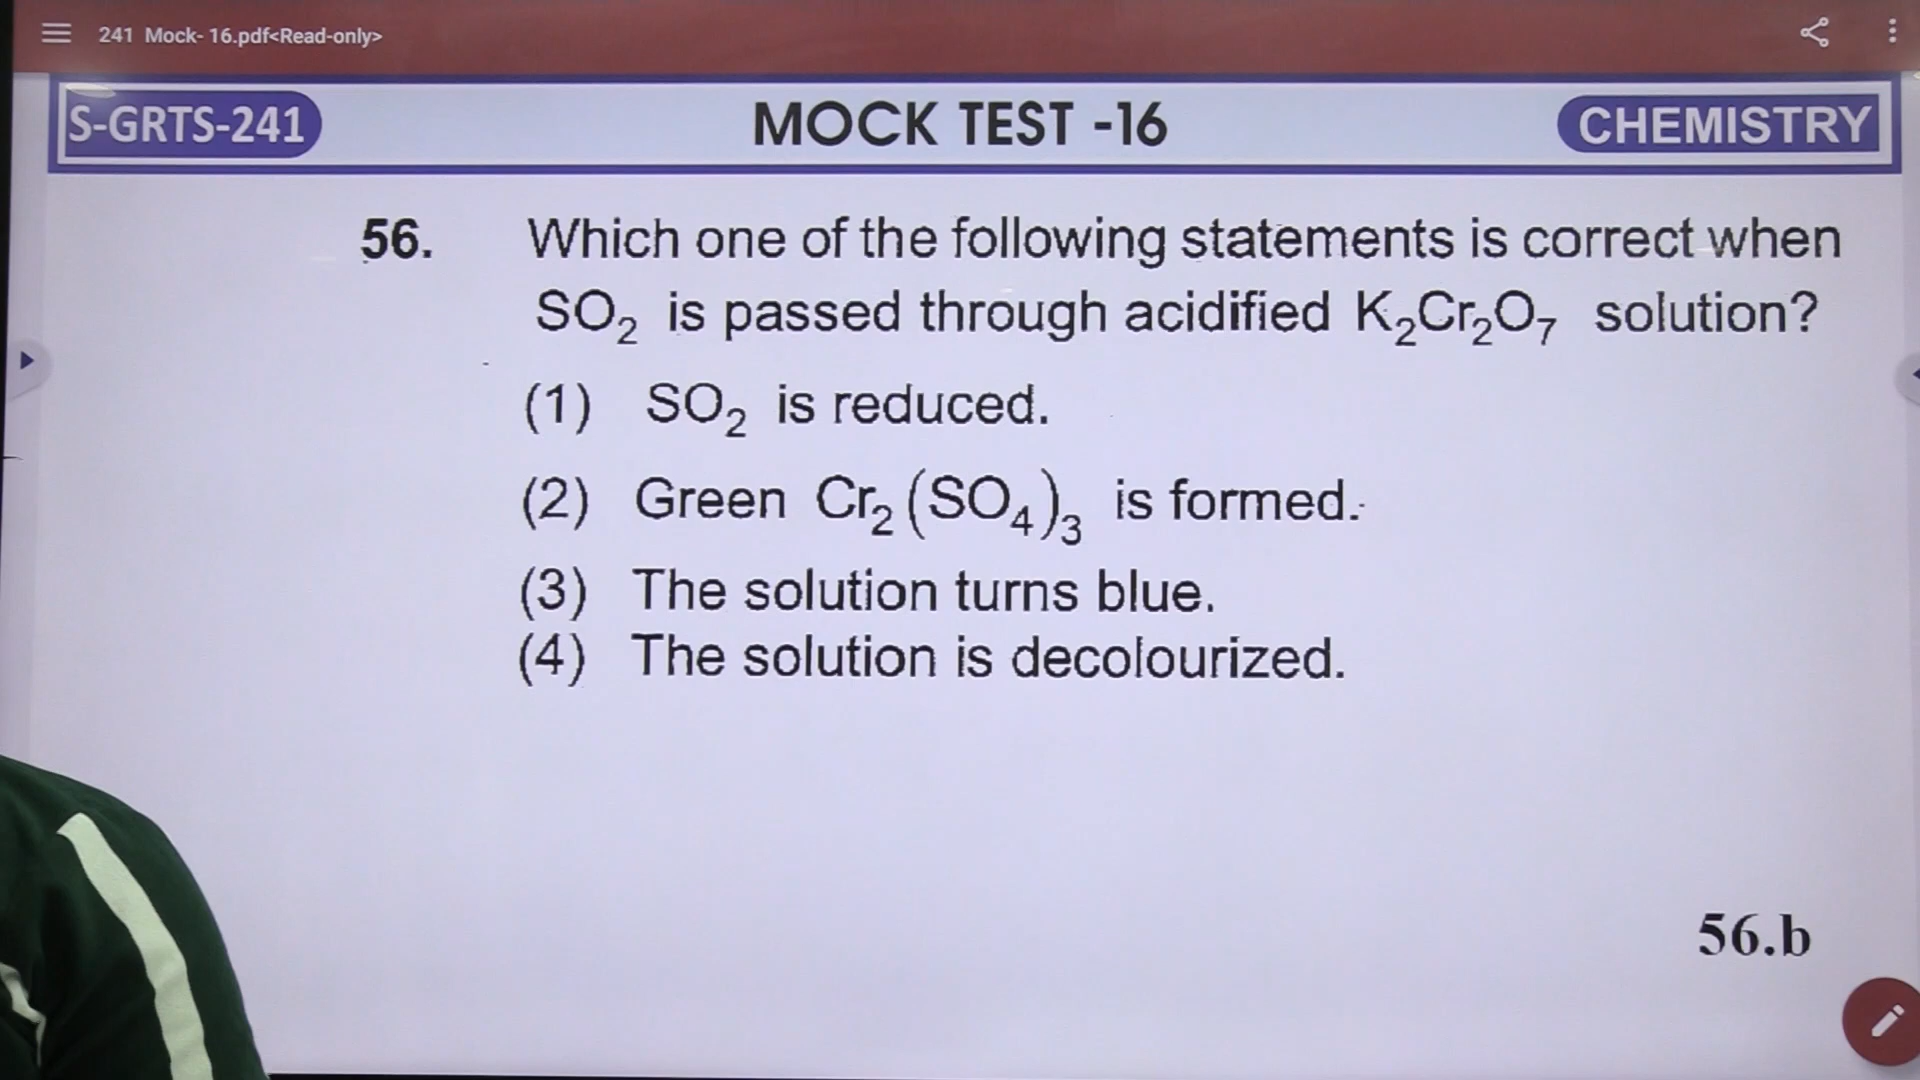 241 Mock- 16.pdf<Read-only>
S-GRTS-241
MOCK TEST -16
CHEMISTRY
56. Which one of the following statements is correct when
SO₂ is passed through acidified K₂Cr₂O₇ solution?
(1) SO₂ is reduced.
(2) Green Cr₂(SO₄)₃ is formed.
(3) The solution turns blue.
(4) The solution is decolourized.
56.b